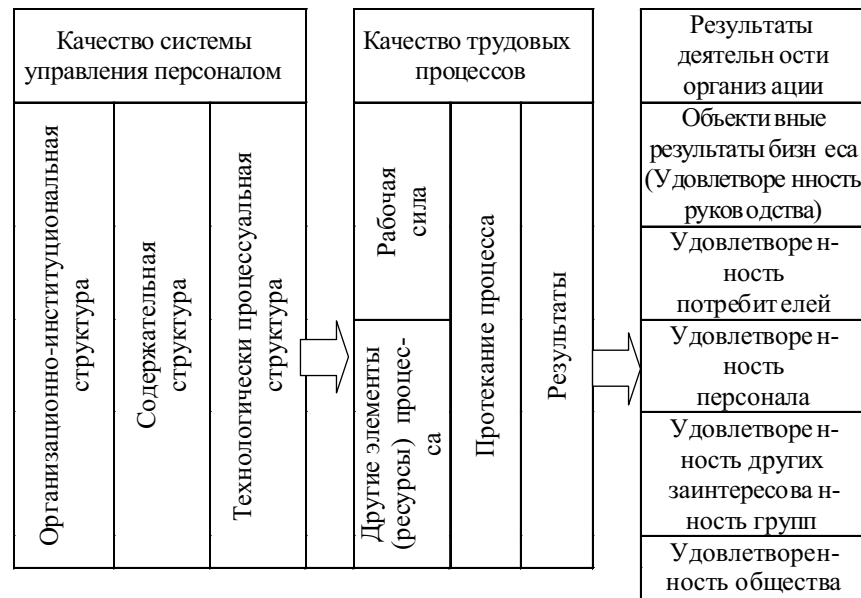 Качество системы
управления персоналом
Организационно-институциональная
структура
Содержательная
структура
Технологически процессуальная
структура
Качество трудовых
процессов
Рабочая
сила
Другие элементы
(ресурсы) процес-
са
Протекание процесса
Результаты
Результаты
деятельн ости
организ ации
Объекти вные
результаты бизн еса
(Удовлетворе нность
руков одства)
Удовлетворе н-
ность
потребит елей
Удовлетворе н-
ность
персонала
Удовлетворе н-
ность других
заинтересова н-
ность групп
Удовлетворен-
ность общества